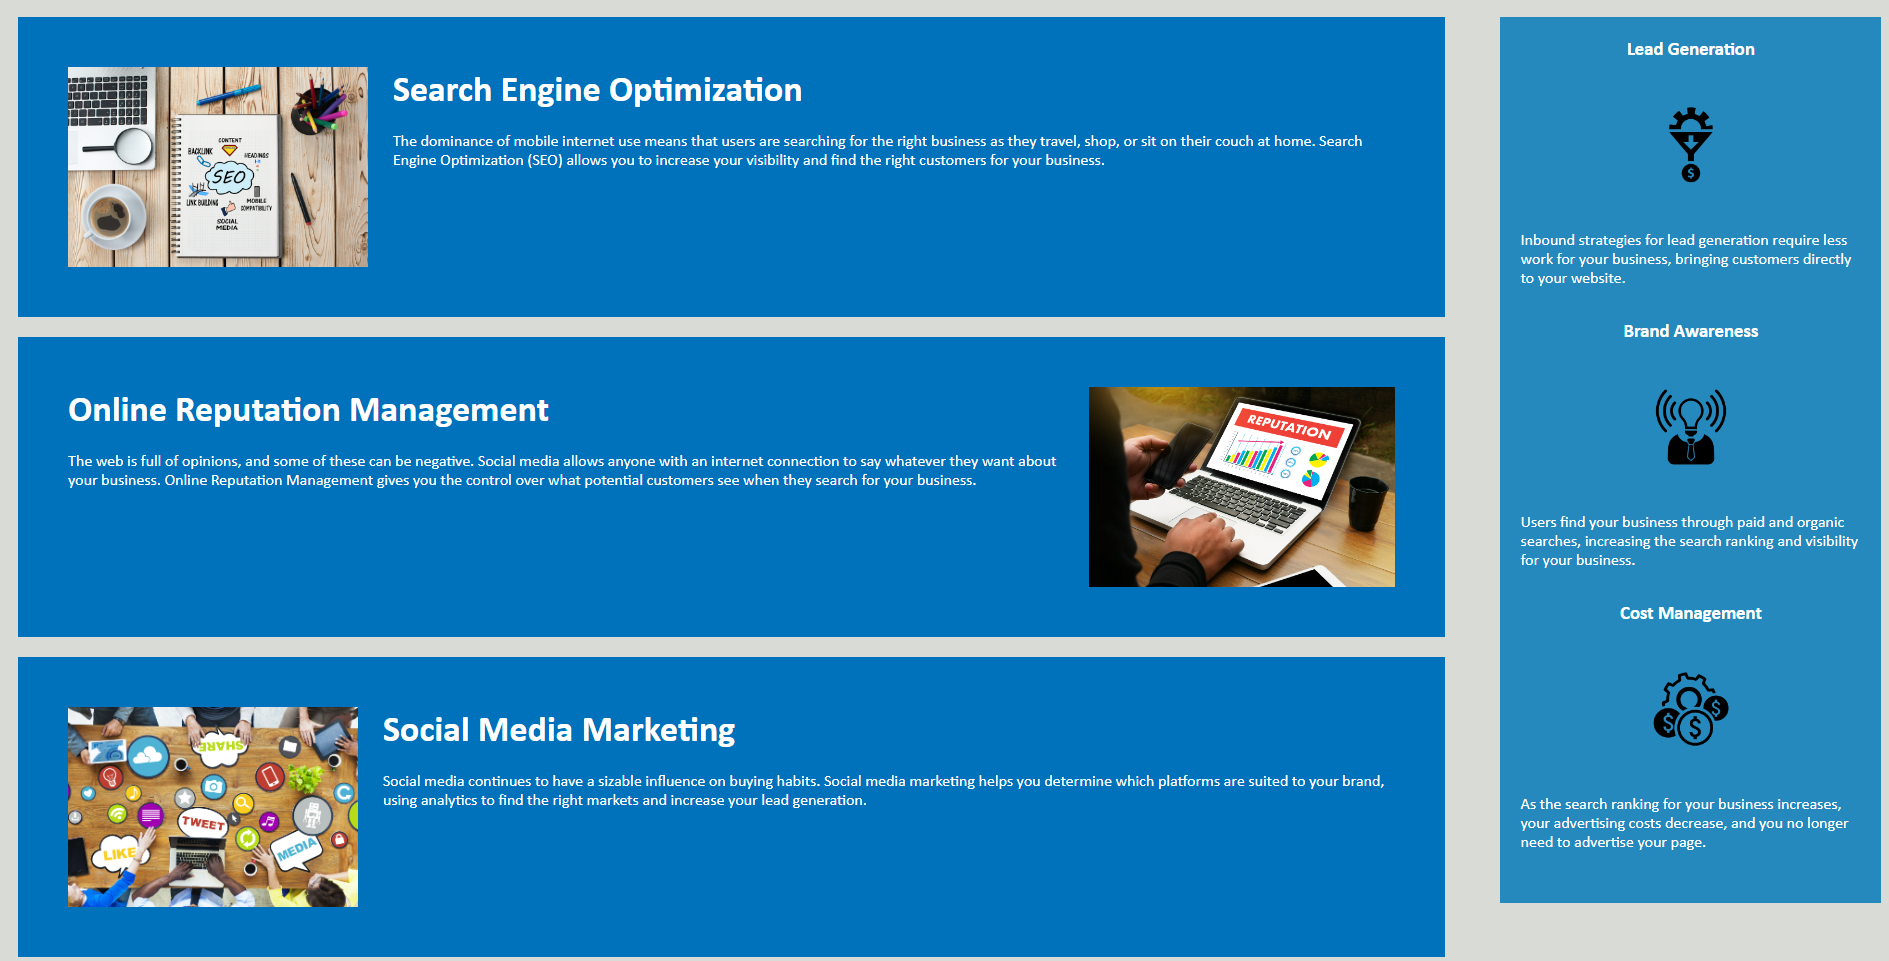 Search Engine Optimization
The dominance of mobile internet use means that users are searching for the right business as they travel, shop, or sit on their couch at home. Search
Engine Optimization (SEO) allows you to increase your visibility and find the right customers for your business.
CONTENT
BACKLINK
HEADINGS
SEO
LINK BUILDING
MOBILE
COMPATIBILITY
SOCIAL
MEDIA
Online Reputation Management
The web is full of opinions, and some of these can be negative. Social media allows anyone with an internet connection to say whatever they want about
your business. Online Reputation Management gives you the control over what potential customers see when they search for your business.
REPUTATION
Social Media Marketing
Social media continues to have a sizable influence on buying habits. Social media marketing helps you determine which platforms are suited to your brand,
using analytics to find the right markets and increase your lead generation.
SHARE
TWEET
LIKE
MEDIA
Lead Generation
$
Inbound strategies for lead generation require less
work for your business, bringing customers directly
to your website.
Brand Awareness
Users find your business through paid and organic
searches, increasing the search ranking and visibility
for your business.
Cost Management
$ $ $
As the search ranking for your business increases,
your advertising costs decrease, and you no longer
need to advertise your page.